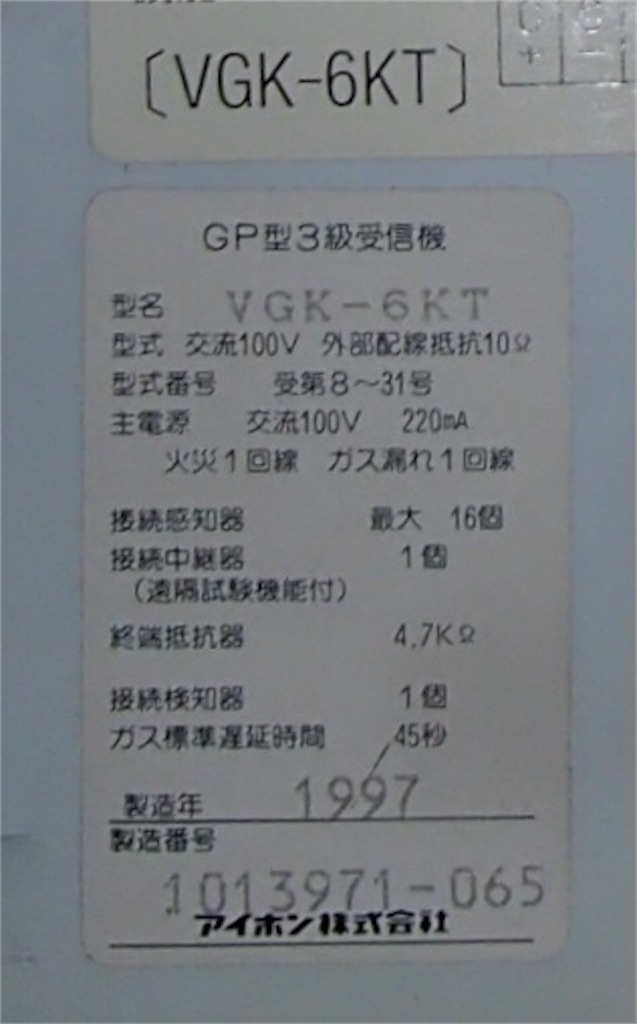 〔VGK-6KT〕
C+
GP型3級受信機
型名 VGK-6KT
型式 交流100V 外部配線抵抗10Ω
型式番号 受第8～31号
主電源 交流100V 220mA
火災1回線 ガス漏れ1回線
接続感知器 最大 16個
接続中継器 1個
(遠隔試験機能付)
終端抵抗器 4.7KΩ
接続検知器 1個
ガス標準遅延時間 45秒
製造年 1997
製造番号
1013971-065
アイホン株式会社